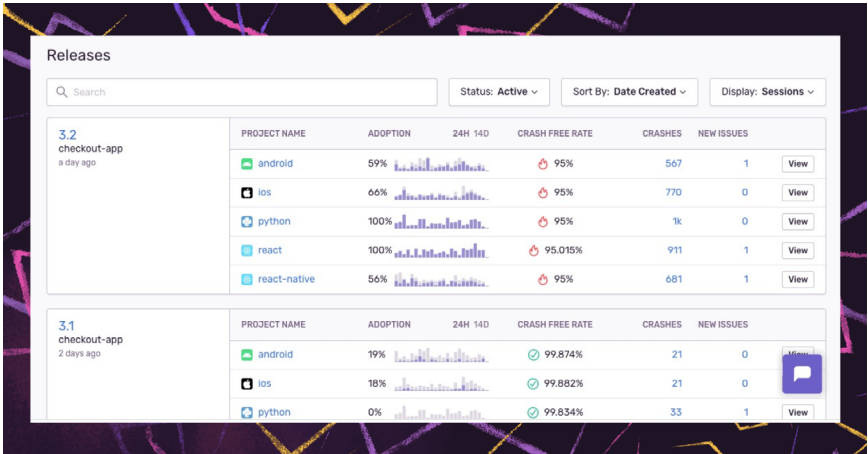 Releases
Search
Status: Active
Sort By: Date Created
Display: Sessions
3.2
checkout-app
a day ago
PROJECT NAME ADOPTION 24H 14D CRASH FREE RATE CRASHES NEW ISSUES
android 59% 95% 567 1 View
ios 66% 95% 770 0 View
python 100% 95% 1k 0 View
react 100% 95.015% 911 1 View
react-native 56% 95% 681 1 View
3.1
checkout-app
2 days ago
PROJECT NAME ADOPTION 24H 14D CRASH FREE RATE CRASHES NEW ISSUES
android 19% 99.874% 21 0 View
ios 18% 99.882% 21 0
python 0% 99.834% 33 1 View